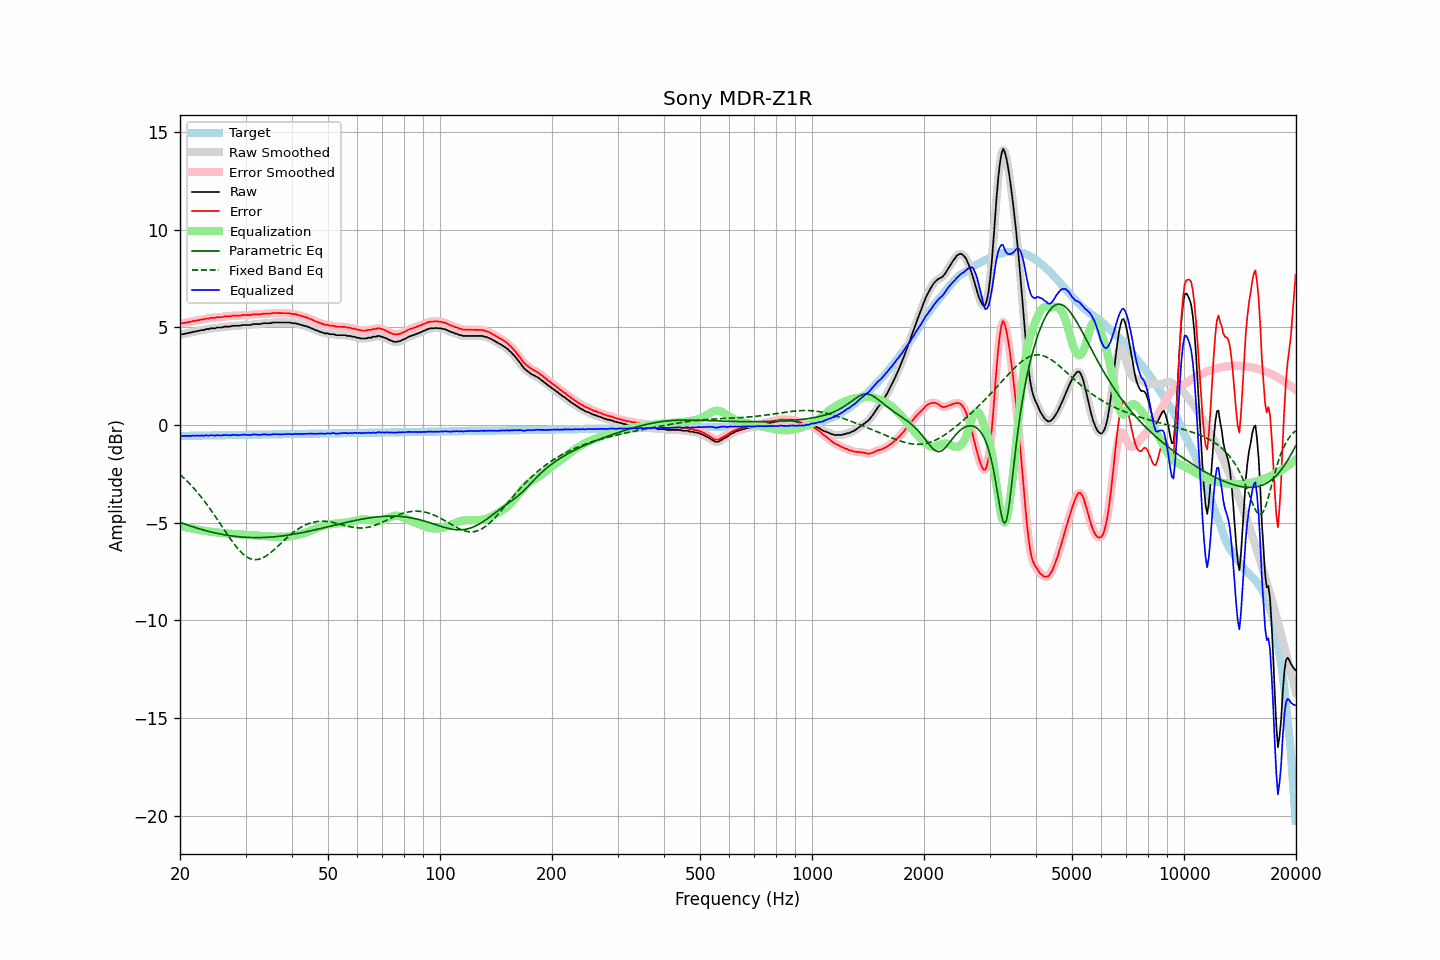 Sony MDR-Z1R
Target
Raw Smoothed
Error Smoothed
Raw
Error
Equalization
Parametric Eq
Fixed Band Eq
Equalized
15
10
5
0
−5
−10
−15
−20
Amplitude (dBr)
20 50 100 200 500 1000 2000 5000 10000 20000
Frequency (Hz)